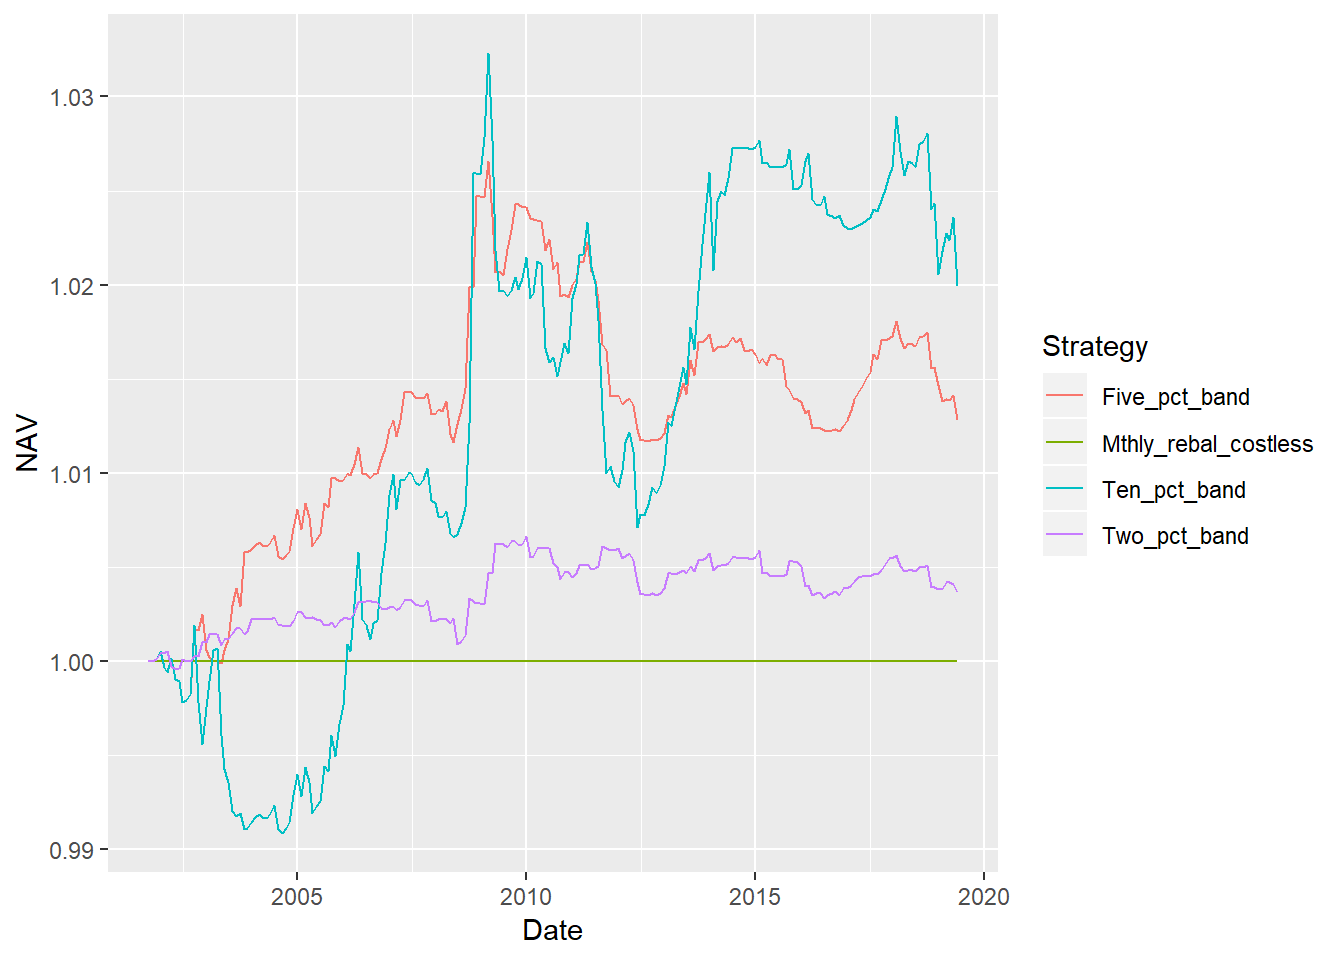 1.03
1.02
1.01
1.00
0.99
NAV
2005
2010
2015
2020
Date
Strategy
Five_pct_band
Mthly_rebal_costless
Ten_pct_band
Two_pct_band